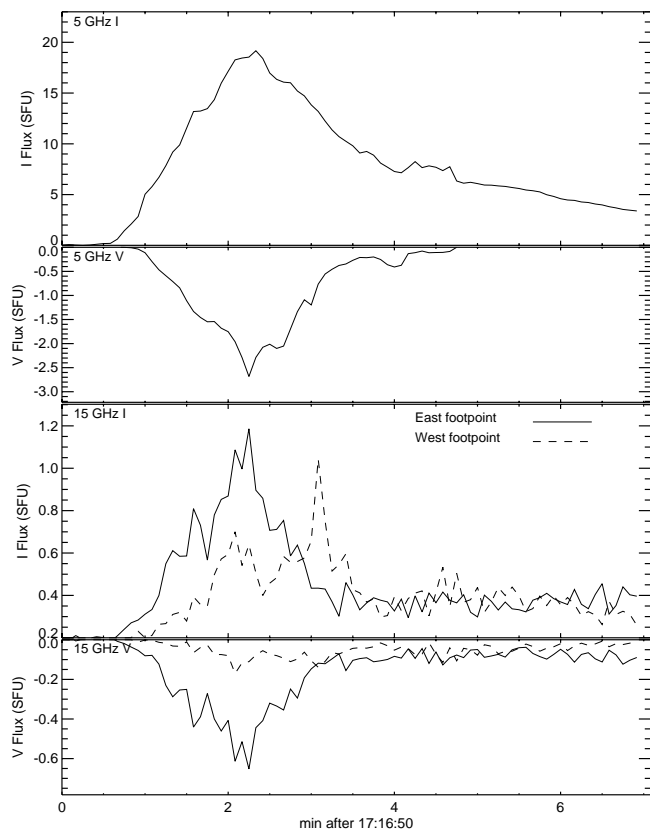 5 GHz I
20
15
10
5
0
I Flux (SFU)
5 GHz V
0.0
-0.5
-1.0
-1.5
-2.0
-2.5
-3.0
V Flux (SFU)
15 GHz I
East footpoint
West footpoint
1.2
1.0
0.8
0.6
0.4
0.2
I Flux (SFU)
15 GHz V
0.0
-0.2
-0.4
-0.6
V Flux (SFU)
0 2 4 6
min after 17:16:50